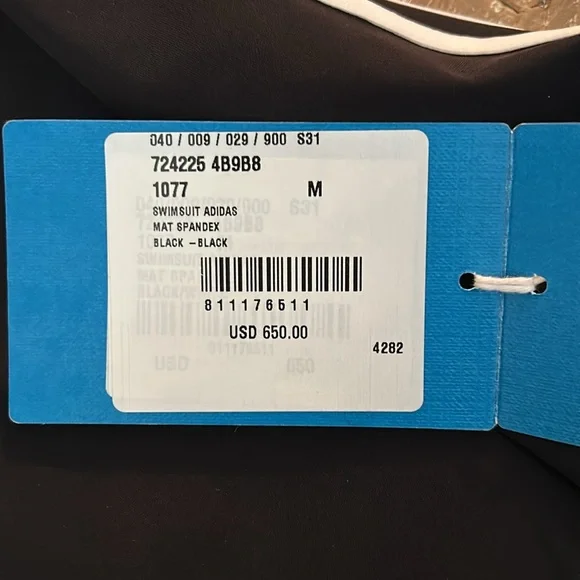 040 / 009 / 029 / 900 S31
724225 4B9B8
1077 M
SWIMSUIT ADIDAS
MAT SPANDEX
BLACK -BLACK
811176511
USD 650.00
4282